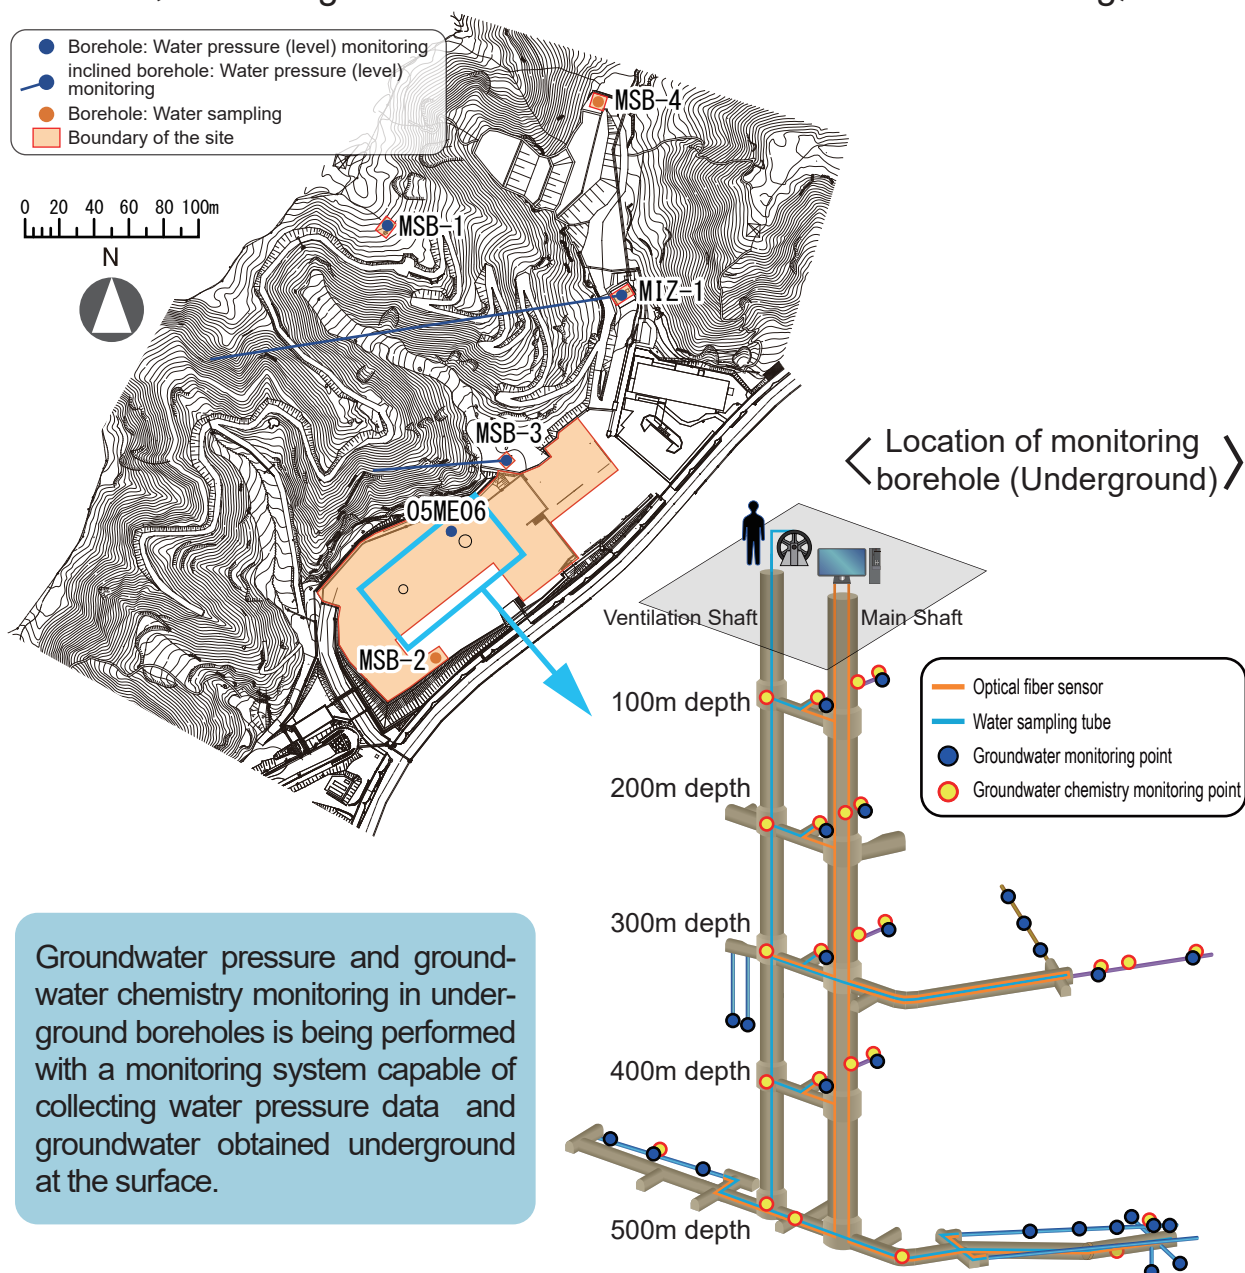 Borehole: Water pressure (level) monitoring
inclined borehole: Water pressure (level)
monitoring
Borehole: Water sampling
Boundary of the site
0 20 40 60 80 100m
N
MSB-4
MSB-1
MIZ-1
MSB-3
05ME06
MSB-2
Location of monitoring
borehole (Underground)
Ventilation Shaft
Main Shaft
100m depth
200m depth
300m depth
400m depth
500m depth
Optical fiber sensor
Water sampling tube
Groundwater monitoring point
Groundwater chemistry monitoring point
Groundwater pressure and ground-
water chemistry monitoring in under-
ground boreholes is being performed
with a monitoring system capable of
collecting water pressure data and
groundwater obtained underground
at the surface.